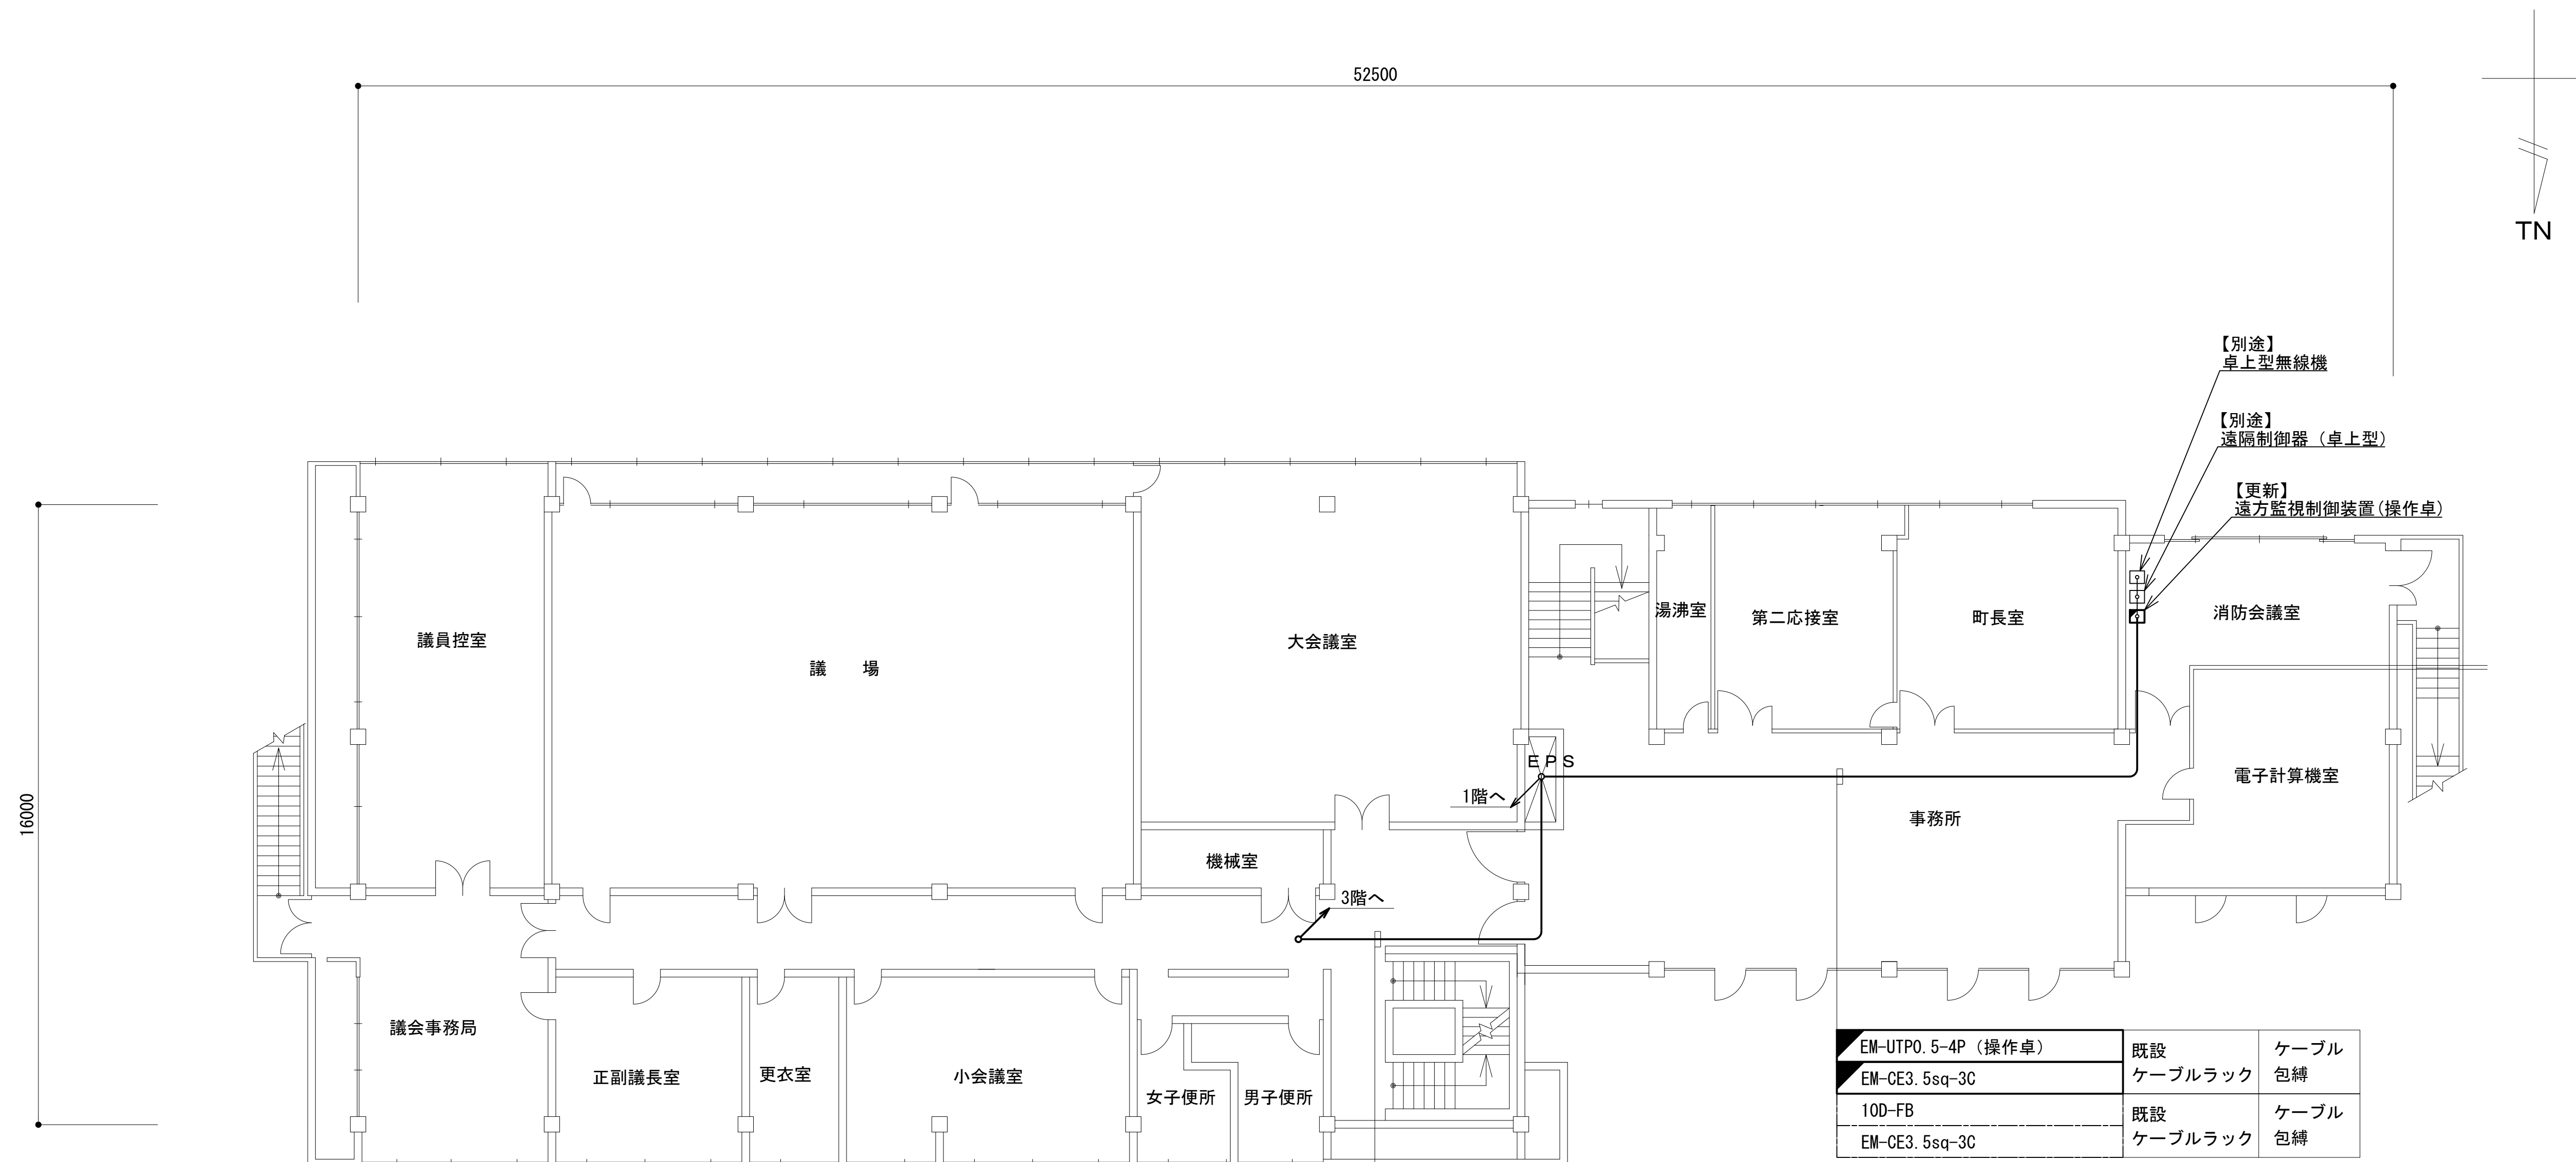 52500
TN
【別途】
卓上型無線機
【別途】
遠隔制御器（卓上型）
【更新】
遠方監視制御装置(操作卓)
16000
議員控室
議　場
大会議室
湯沸室
第二応接室
町長室
消防会議室
EPS
1階へ
電子計算機室
事務所
機械室
3階へ
議会事務局
正副議長室
更衣室
小会議室
女子便所
男子便所
EM-UTP0.5-4P（操作卓）
EM-CE3.5sq-3C
既設
ケーブルラック
ケーブル
包縛
10D-FB
EM-CE3.5sq-3C
既設
ケーブルラック
ケーブル
包縛